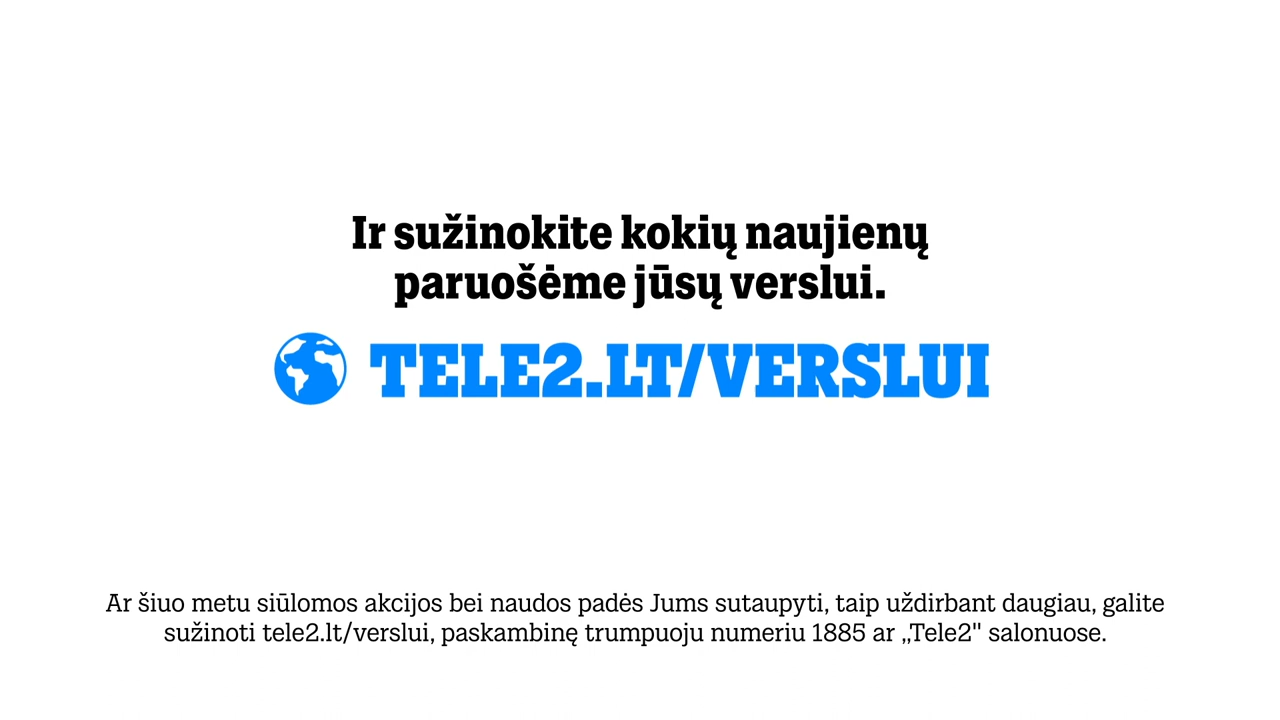 Ir sužinokite kokių naujienų
paruošėme jūsų verslui.
TELE2.LT/VERSLUI
Ar šiuo metu siūlomos akcijos bei naudos padės Jums sutaupyti, taip uždirbant daugiau, galite
sužinoti tele2.lt/verslui, paskambinę trumpuoju numeriu 1885 ar ,,Tele2" salonuose.